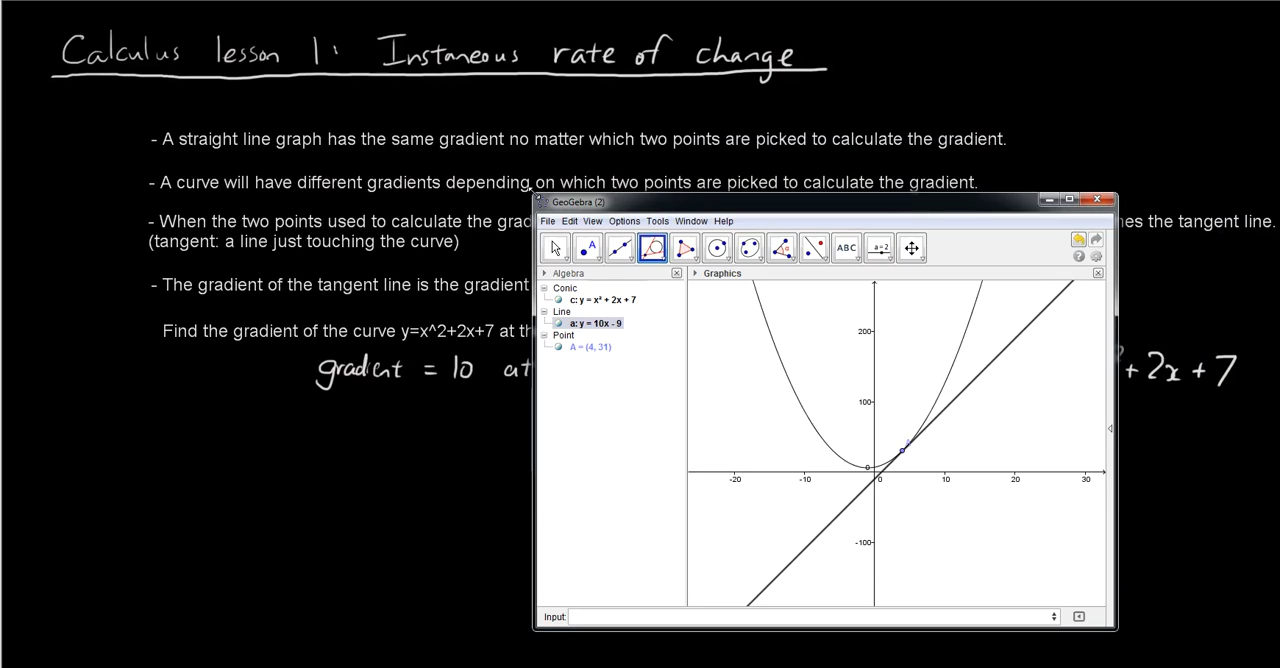 Calculus lesson 1: Instaneous rate of change
- A straight line graph has the same gradient no matter which two points are picked to calculate the gradient.
- A curve will have different gradients depending on which two points are picked to calculate the gradient.
- When the two points used to calculate the grad
mes the tangent line.
(tangent: a line just touching the curve)
- The gradient of the tangent line is the gradient
Find the gradient of the curve y=x^2+2x+7 at th
gradient = 10 at
+ 2x + 7
GeoGebra (2)
File Edit View Options Tools Window Help
A
ABC
a=2
Algebra
Graphics
Conic
c: y = x² + 2x + 7
Line
a: y = 10x - 9
Point
A = (4, 31)
200
100
A
0
-20 -10 0 10 20 30
-100
Input: